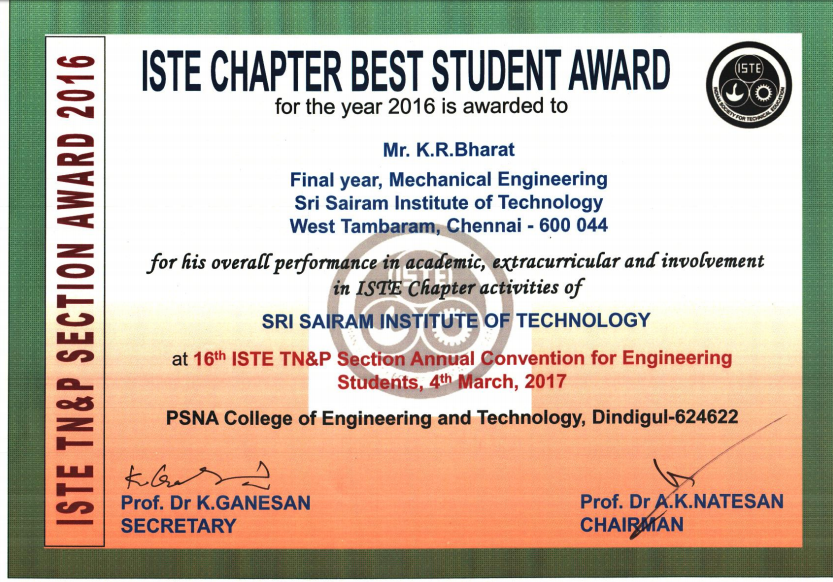 ISTE TN&P SECTION AWARD 2016
ISTE CHAPTER BEST STUDENT AWARD
for the year 2016 is awarded to
ISTE
INDIAN SOCIETY FOR TECHNICAL EDUCATION
Mr. K.R.Bharat
Final year, Mechanical Engineering
Sri Sairam Institute of Technology
West Tambaram, Chennai - 600 044
for his overall performance in academic, extracurricular and involvement
in ISTE Chapter activities of
ISTE
SRI SAIRAM INSTITUTE OF TECHNOLOGY
at 16th ISTE TN&P Section Annual Convention for Engineering
Students, 4th March, 2017
PSNA College of Engineering and Technology, Dindigul-624622
Prof. Dr K.GANESAN
SECRETARY
Prof. Dr A.K.NATESAN
CHAIRMAN